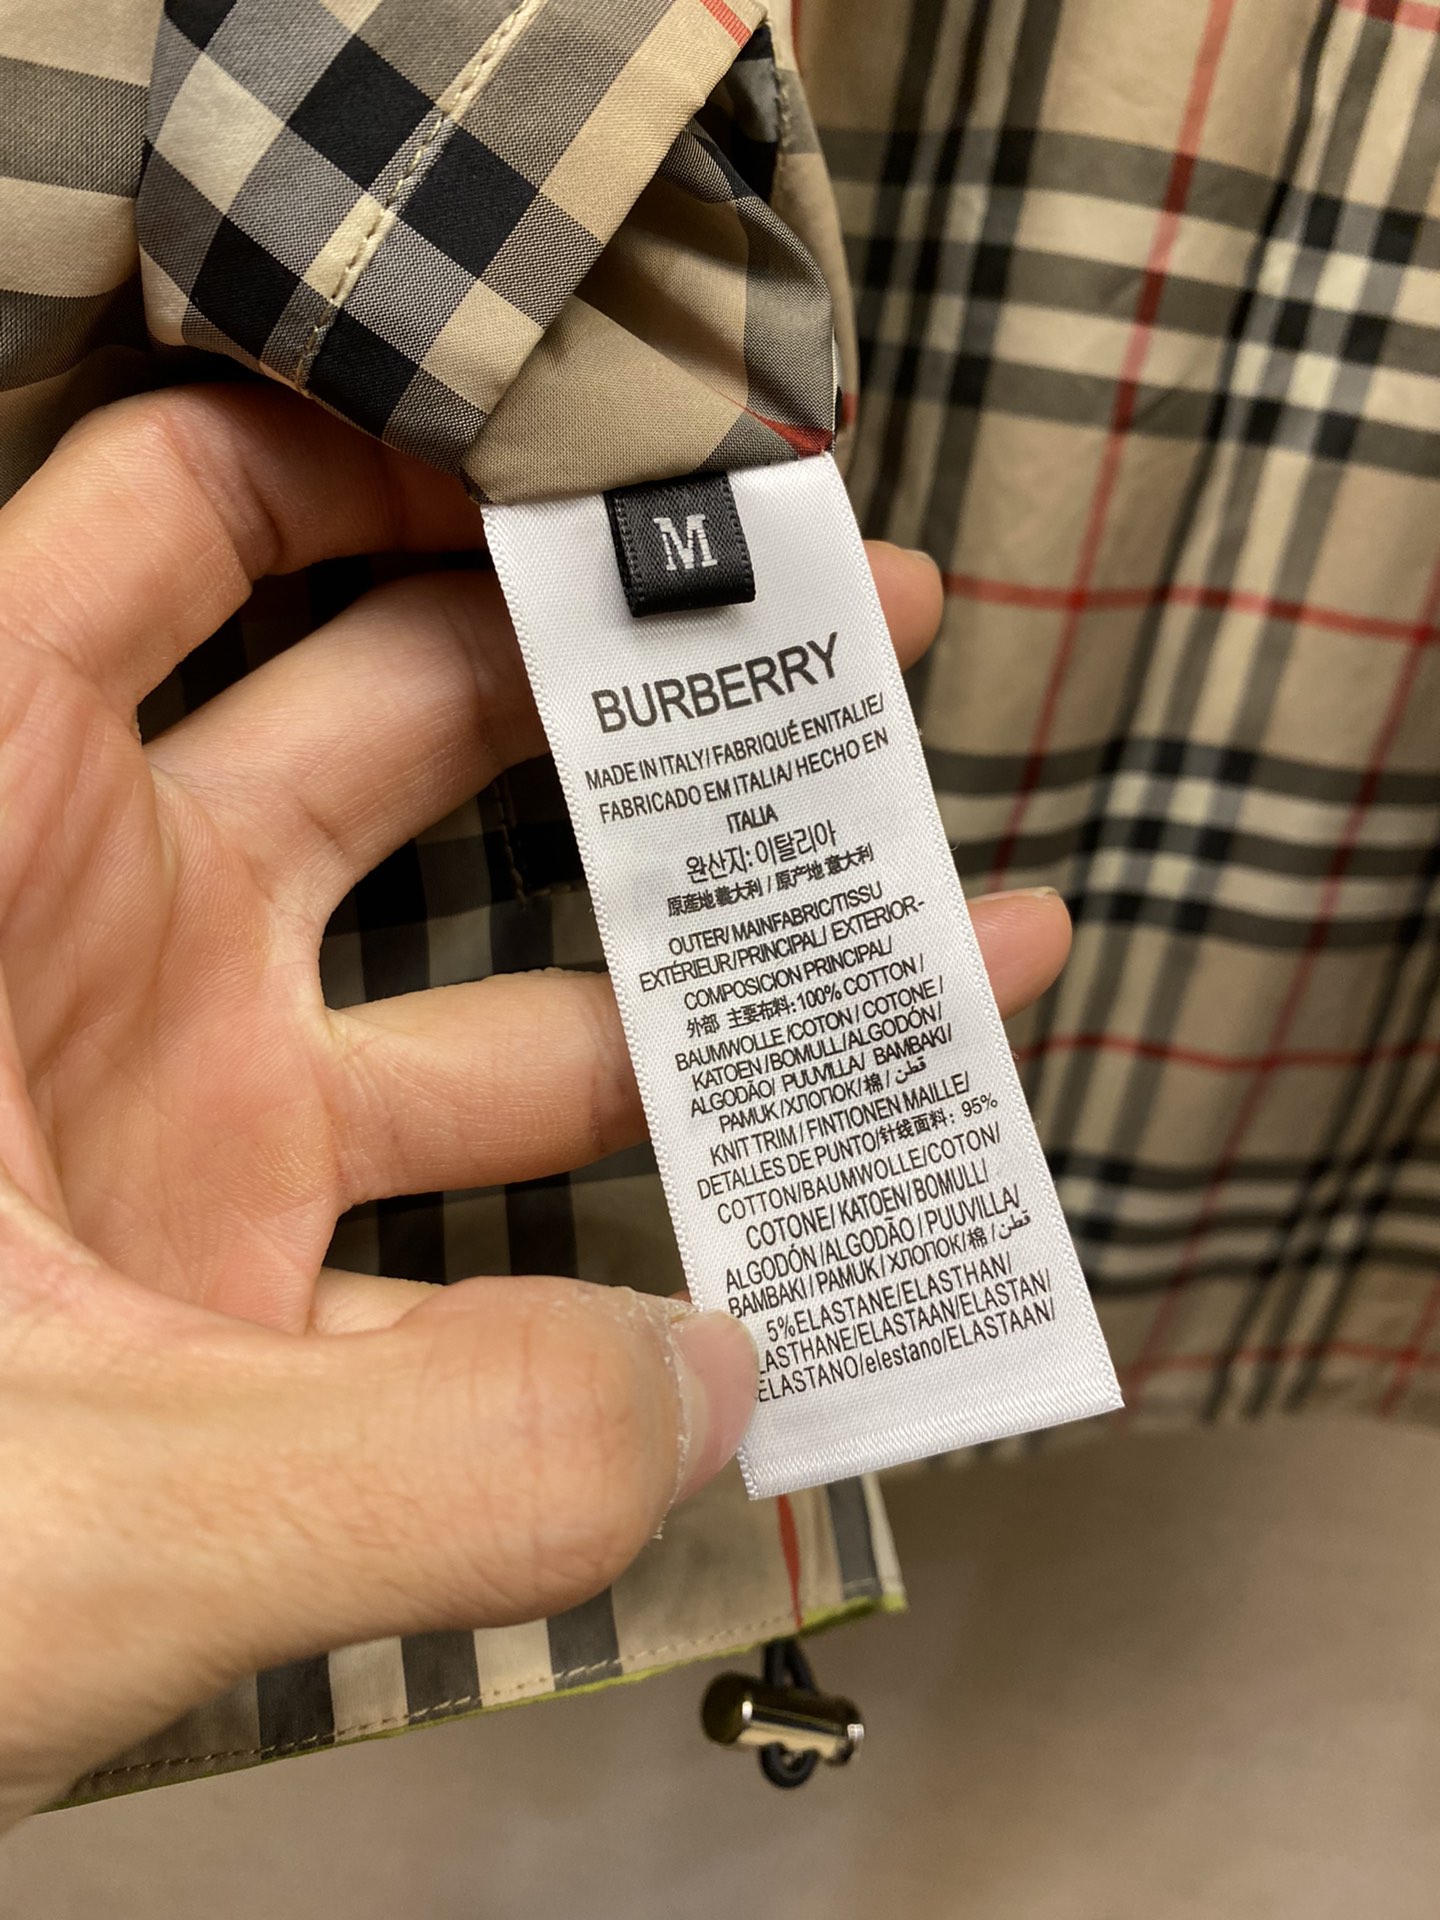 M
BURBERRY
MADE IN ITALY/ FABRIQUÉ ENITALIE/
FABRICADO EM ITALIA/ HECHO EN
ITALIA
완산지:이탈리아
原產地 義大利 / 原产地 意大利
OUTER/ MAINFABRIC/TISSU
EXTÉRIEUR/PRINCIPAL/ EXTERIOR-
COMPOSICION PRINCIPAL/
外部 主要布料:100% COTTON /
BAUMWOLLE /COTON / COTONE /
KATOEN /BOMULL/ALGODÓN/
ALGODÃO/ PUUVILLA/ BAMBAKI/
PAMUK /ХЛОПОК/棉 / قطن
KNIT TRIM / FINTIONEN MAILLE/
DETALLES DE PUNTO/针线面料: 95%
COTTON/BAUMWOLLE/COTON/
COTONE/ KATOEN/ BOMULL/
ALGODÓN /ALGODÃO / PUUVILLA/
BAMBAKI / PAMUK / ХЛОПОК/ 棉 / قطن
5%ELASTANE/ELASTHAN/
LASTHANE/ELASTAAN/ELASTAN/
ELASTANO/elestano/ELASTAAN/